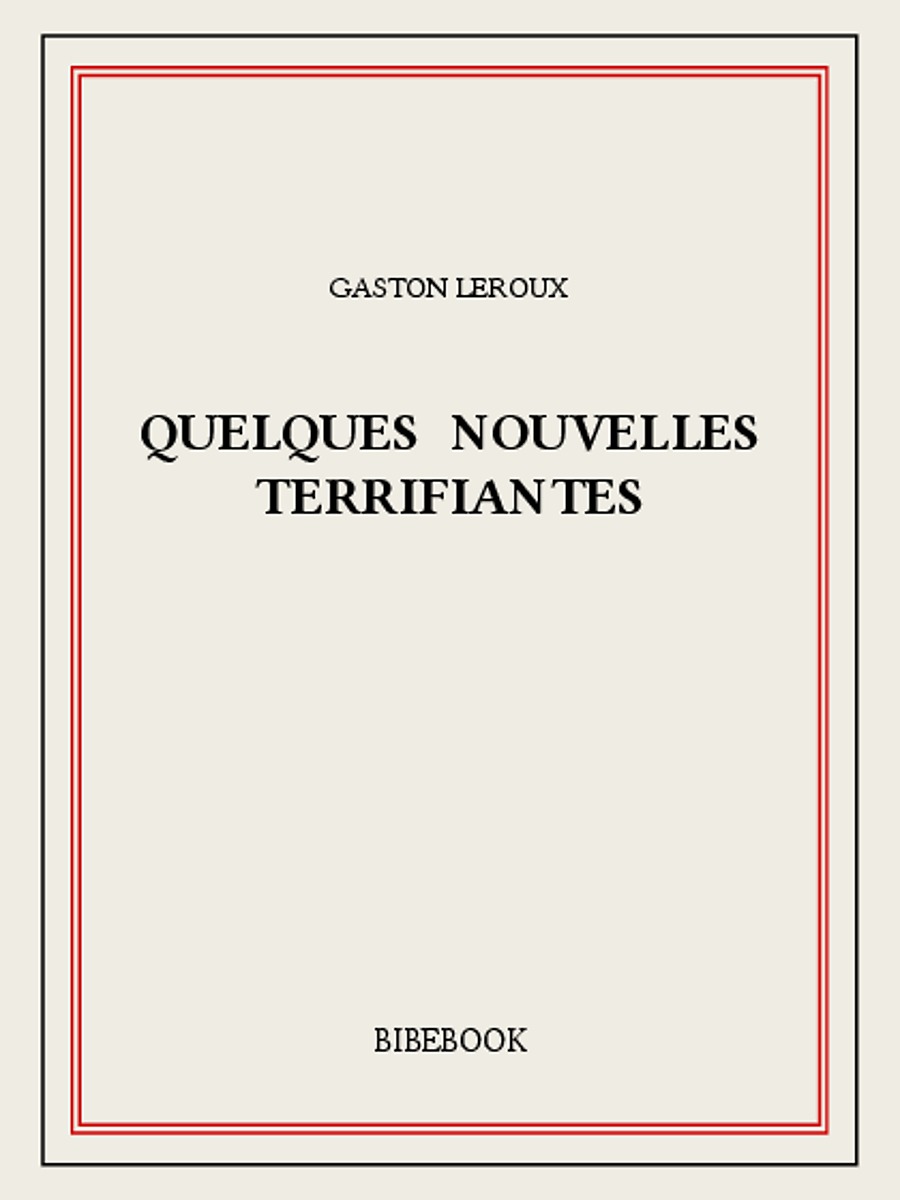 GASTON LEROUX
QUELQUES NOUVELLES
TERRIFIANTES
BIBEBOOK